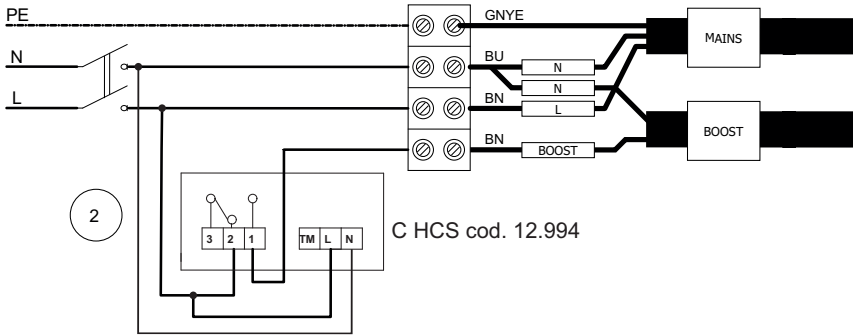 PE
GNYE
MAINS
N
BU
N
N
L
BN
L
BOOST
BN
BOOST
2
3 2 1
TM L N
C HCS cod. 12.994